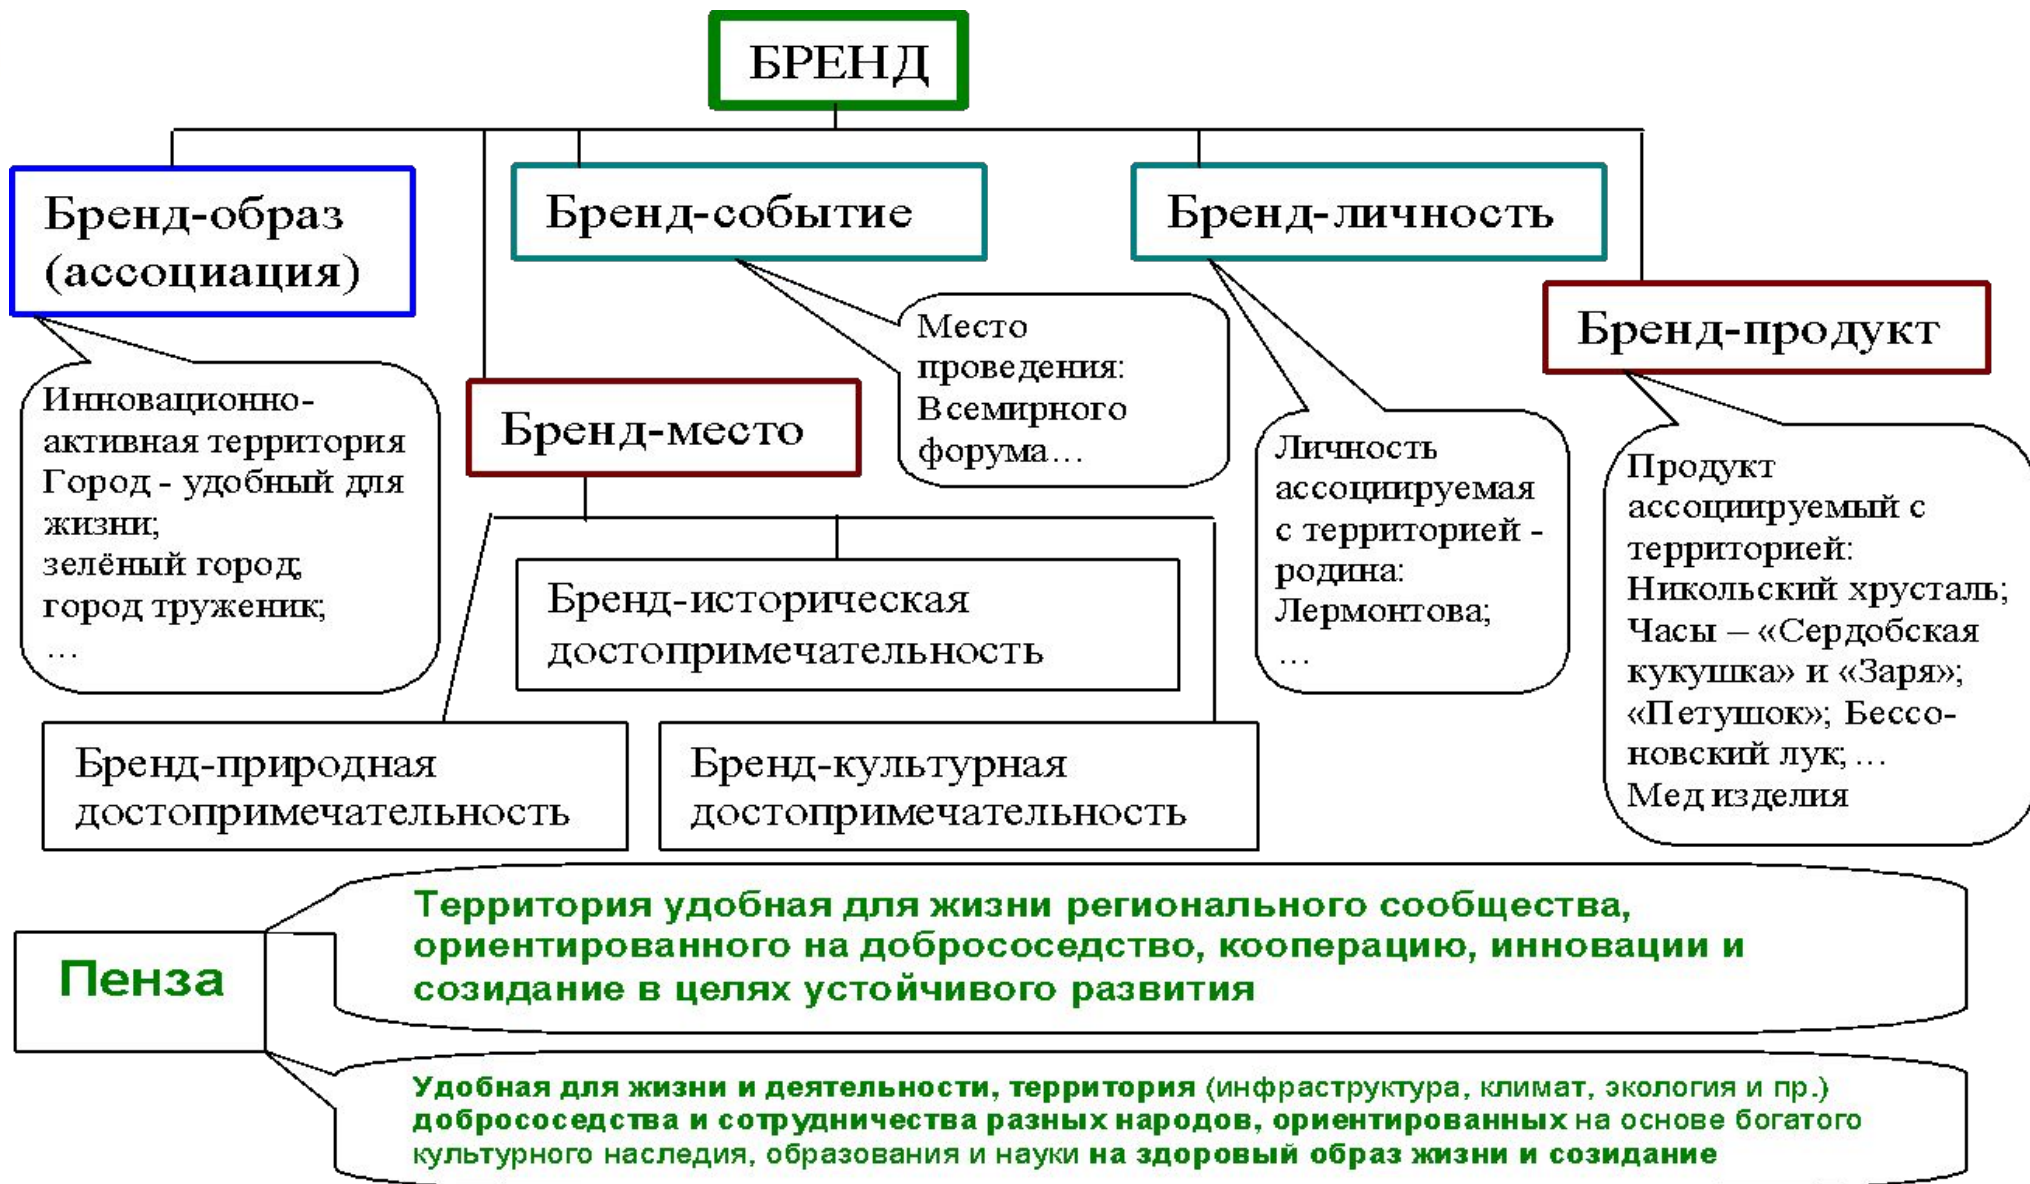 БРЕНД
Бренд-образ
(ассоциация)
Бренд-событие
Бренд-личность
Бренд-продукт
Бренд-место
Инновационно-
активная территория
Город - удобный для
жизни;
зелёный город;
город труженик;
...
Место
проведения:
Всемирного
форума...
Личность
ассоциируемая
с территорией -
родина:
Лермонтова;
...
Продукт
ассоциируемый с
территорией:
Никольский хрусталь;
Часы – «Сердобская
кукушка» и «Заря»;
«Петушок»; Бессо-
новский лук; ...
Мед изделия
Бренд-историческая
достопримечательность
Бренд-природная
достопримечательность
Бренд-культурная
достопримечательность
Пенза
Территория удобная для жизни регионального сообщества,
ориентированного на добрососедство, кооперацию, инновации и
созидание в целях устойчивого развития
Удобная для жизни и деятельности, территория (инфраструктура, климат, экология и пр.)
добрососедства и сотрудничества разных народов, ориентированных на основе богатого
культурного наследия, образования и науки на здоровый образ жизни и созидание